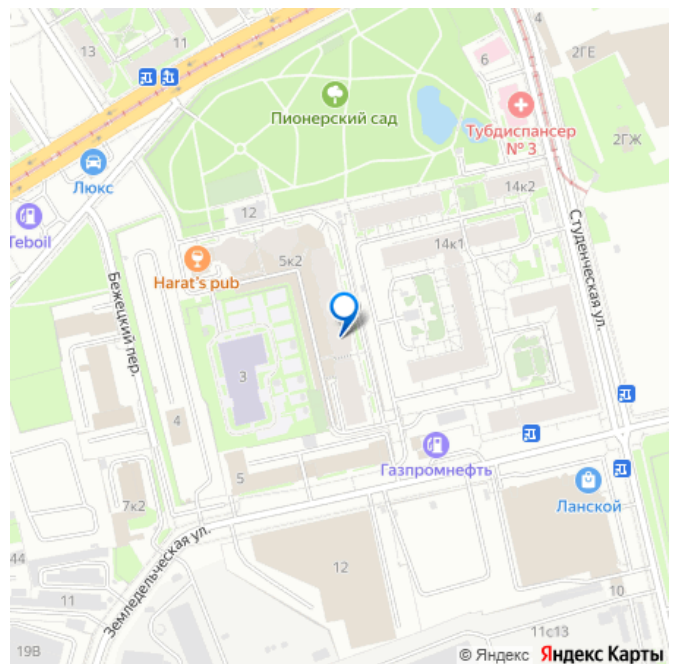 4
11
2ГЕ
13
6
Пионерский сад
Тубдиспансер
№ 3
2ГЖ
Люкс
14к2
12
Teboil
14к1
Студенческая ул.
5к2
Harat's pub
Бежецкий пер.
3
4
Газпромнефть
5
Ланской
7к2
Земледельческая ул.
44
12
10
11
11с13
19В
© Яндекс Яндекс Карты